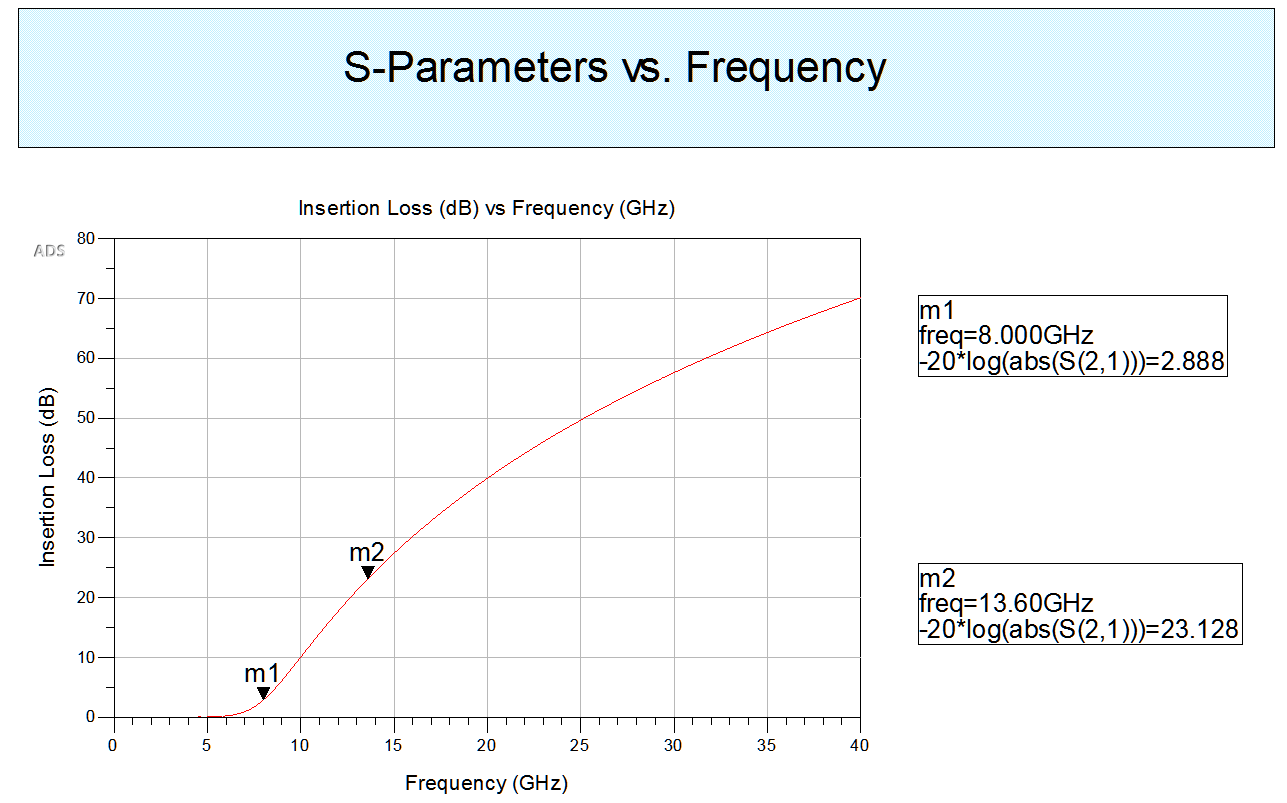 S-Parameters vs. Frequency
Insertion Loss (dB) vs Frequency (GHz)
ADS
80
70
60
50
40
30
20
10
0
Insertion Loss (dB)
m2
m1
0 5 10 15 20 25 30 35 40
Frequency (GHz)
m1
freq=8.000GHz
-20*log(abs(S(2,1)))=2.888
m2
freq=13.60GHz
-20*log(abs(S(2,1)))=23.128